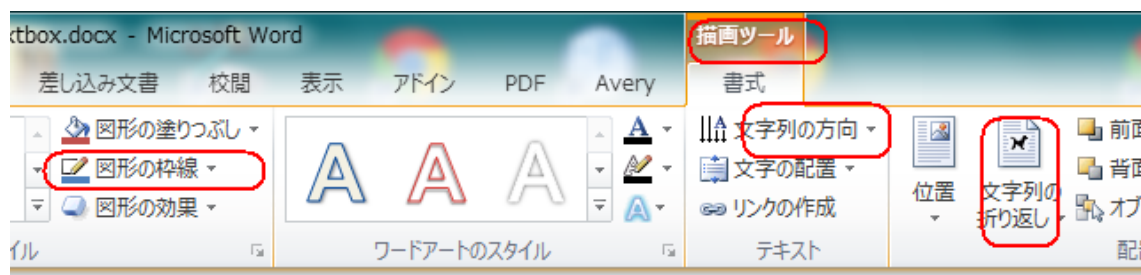 xtbox.docx - Microsoft Word
描画ツール
差し込み文書 校閲 表示 アドイン PDF Avery 書式
図形の塗りつぶし
図形の枠線
図形の効果
A A A
文字列の方向
文字の配置
リンクの作成
位置
文字列の
折り返し
前面
背面
オブ
イル
ワードアートのスタイル
テキスト
配置